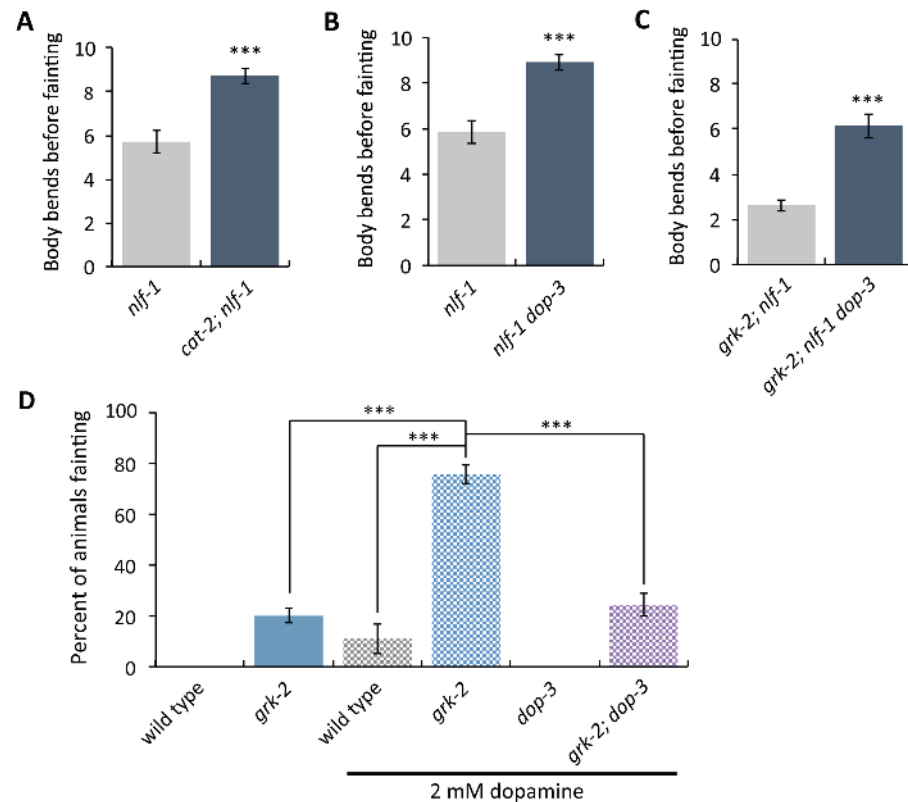 A
Body bends before fainting
10
8
6
4
2
0
***
nlf-1
cat-2; nlf-1
B
Body bends before fainting
10
8
6
4
2
0
***
nlf-1
nlf-1 dop-3
C
Body bends before fainting
10
8
6
4
2
0
***
grk-2; nlf-1
grk-2; nlf-1 dop-3
D
Percent of animals fainting
100
80
60
40
20
0
***
***
***
wild type
grk-2
wild type
grk-2
dop-3
grk-2; dop-3
2 mM dopamine